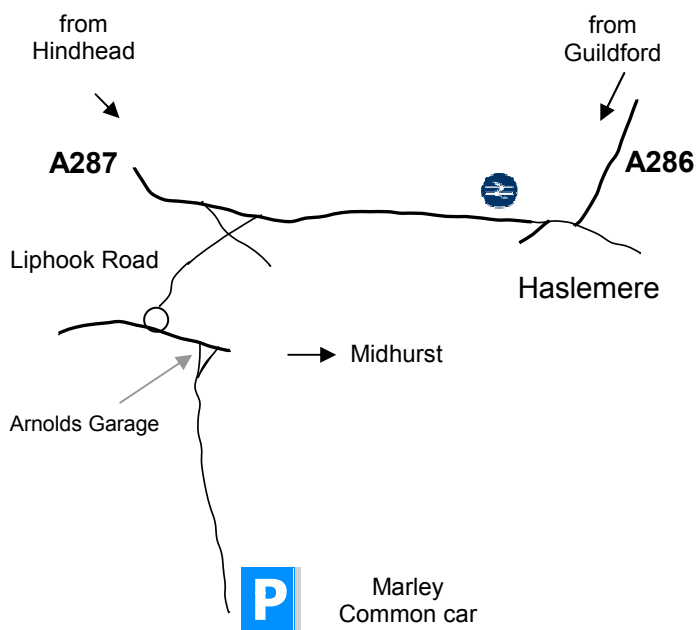 from
Hindhead
from
Guildford
A287
A286
Liphook Road
Haslemere
Midhurst
Arnolds Garage
P
Marley
Common car